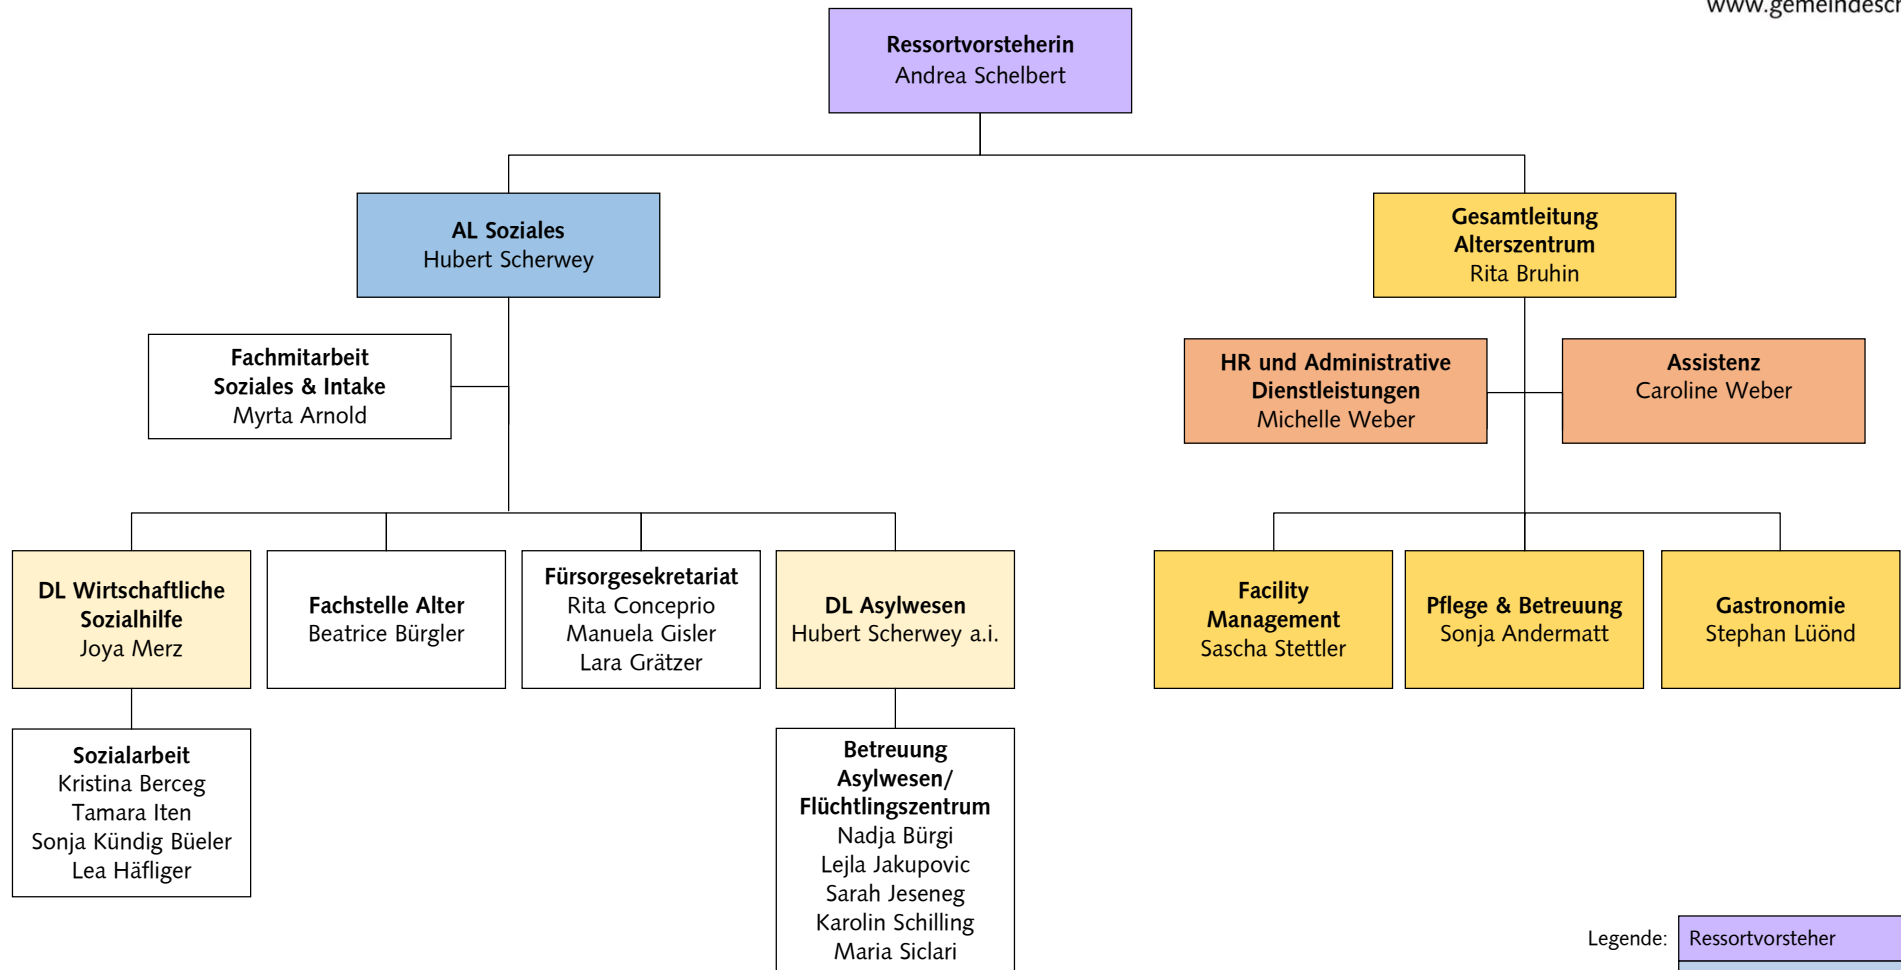 www.gemeindesch
Ressortvorsteherin
Andrea Schelbert
AL Soziales
Hubert Scherwey
Gesamtleitung
Alterszentrum
Rita Bruhin
Fachmitarbeit
Soziales & Intake
Myrta Arnold
HR und Administrative
Dienstleistungen
Michelle Weber
Assistenz
Caroline Weber
DL Wirtschaftliche
Sozialhilfe
Joya Merz
Fachstelle Alter
Beatrice Bürgler
Fürsorgesekretariat
Rita Conceprio
Manuela Gisler
Lara Grätzer
DL Asylwesen
Hubert Scherwey a.i.
Facility
Management
Sascha Stettler
Pflege & Betreuung
Sonja Andermatt
Gastronomie
Stephan Lüönd
Sozialarbeit
Kristina Berceg
Tamara Iten
Sonja Kündig Büeler
Lea Häfliger
Betreuung
Asylwesen/
Flüchtlingszentrum
Nadja Bürgi
Lejla Jakupovic
Sarah Jeseneg
Karolin Schilling
Maria Siclari
Legende: Ressortvorsteher